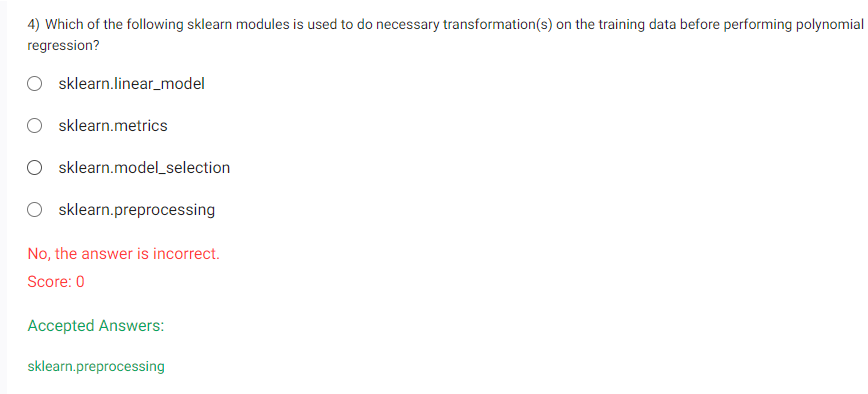 4) Which of the following sklearn modules is used to do necessary transformation(s) on the training data before performing polynomial
regression?
sklearn.linear_model
sklearn.metrics
sklearn.model_selection
sklearn.preprocessing
No, the answer is incorrect.
Score: 0
Accepted Answers:
sklearn.preprocessing